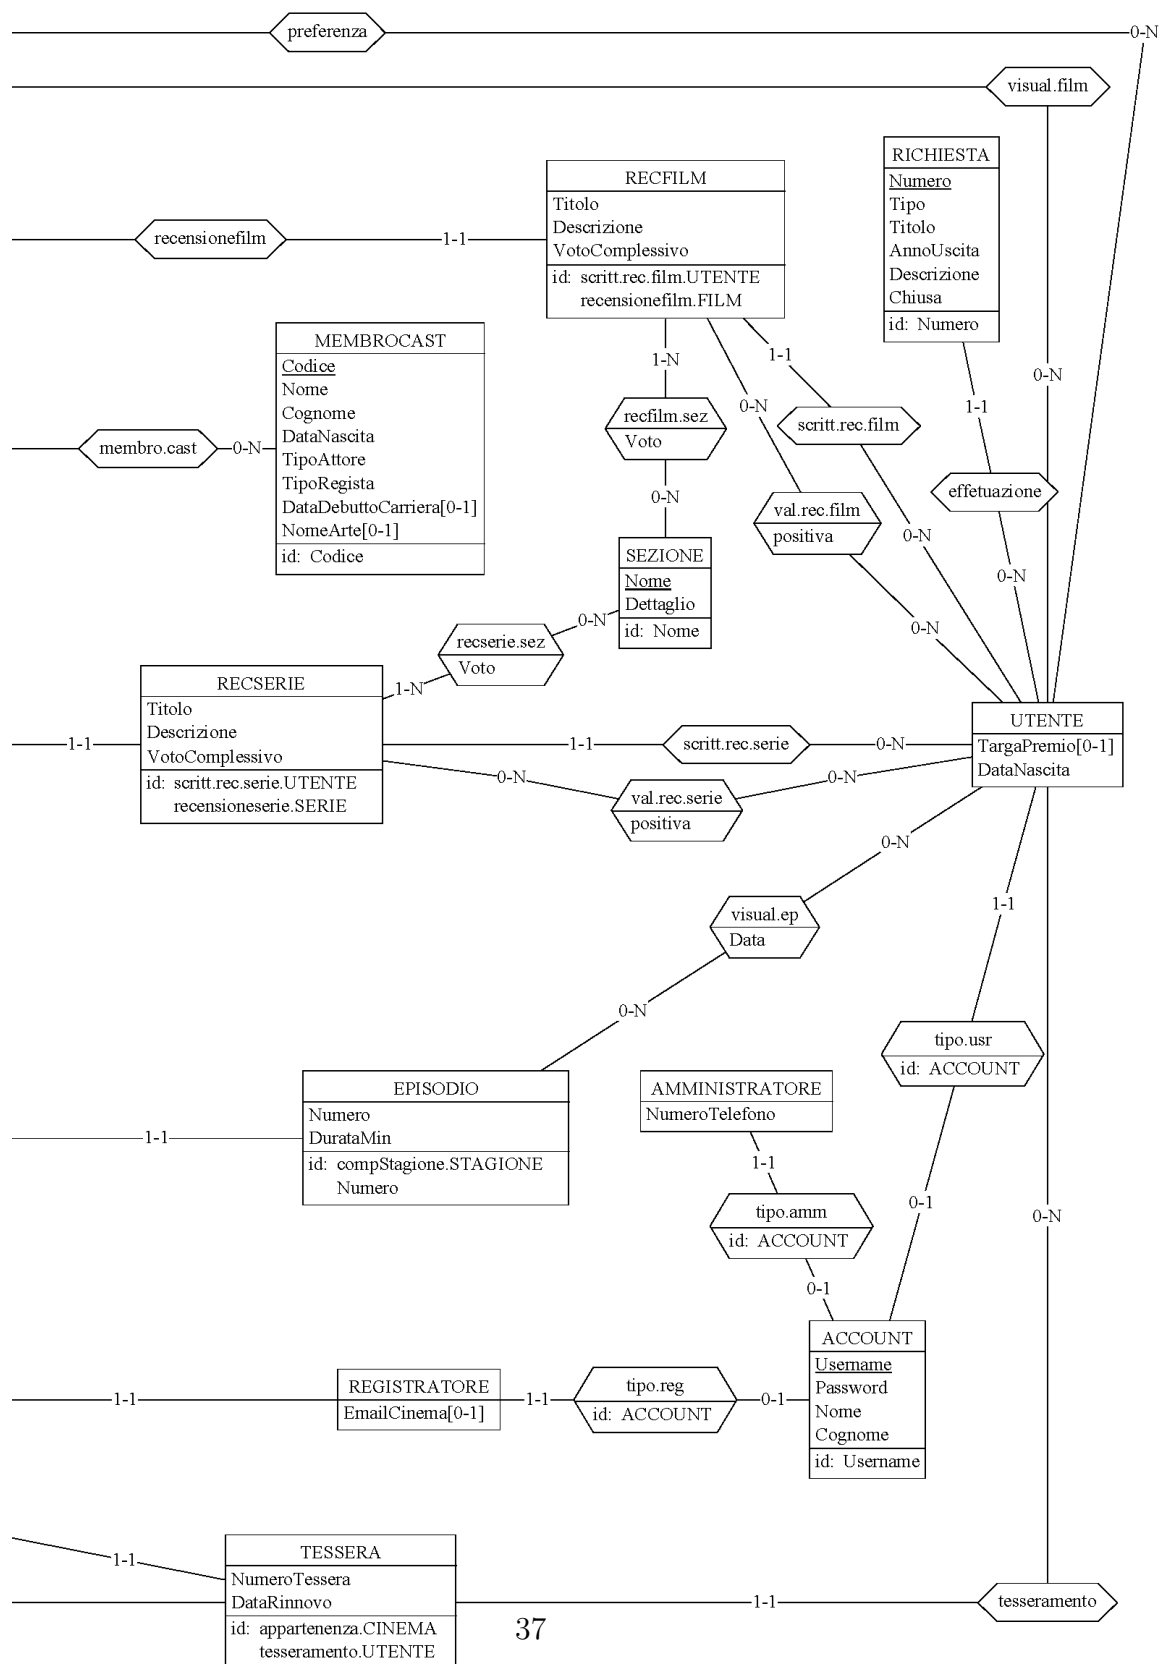 preferenza
0-N
visual.film
RICHIESTA
Numero
Tipo
Titolo
AnnoUscita
Descrizione
Chiusa
id: Numero
RECFILM
Titolo
Descrizione
VotoComplessivo
id: scritt.rec.film.UTENTE
recensionefilm.FILM
recensionefilm
1-1
MEMBROCAST
Codice
Nome
Cognome
DataNascita
TipoAttore
TipoRegista
DataDebuttoCarriera[0-1]
NomeArte[0-1]
id: Codice
membro.cast
0-N
1-N
recfilm.sez
Voto
0-N
0-N
val.rec.film
positiva
0-N
1-1
scritt.rec.film
0-N
1-1
effetuazione
0-N
0-N
SEZIONE
Nome
Dettaglio
id: Nome
0-N
recserie.sez
Voto
1-N
RECSERIE
Titolo
Descrizione
VotoComplessivo
id: scritt.rec.serie.UTENTE
recensioneserie.SERIE
1-1
1-1
scritt.rec.serie
0-N
0-N
val.rec.serie
positiva
0-N
UTENTE
TargaPremio[0-1]
DataNascita
0-N
visual.ep
Data
0-N
1-1
tipo.usr
id: ACCOUNT
0-1
EPISODIO
Numero
DurataMin
id: compStagione.STAGIONE
Numero
1-1
AMMINISTRATORE
NumeroTelefono
1-1
tipo.amm
id: ACCOUNT
0-1
0-N
ACCOUNT
Username
Password
Nome
Cognome
id: Username
1-1
REGISTRATORE
EmailCinema[0-1]
1-1
tipo.reg
id: ACCOUNT
0-1
1-1
TESSERA
NumeroTessera
DataRinnovo
id: appartenenza.CINEMA
tesseramento.UTENTE
1-1
tesseramento
37